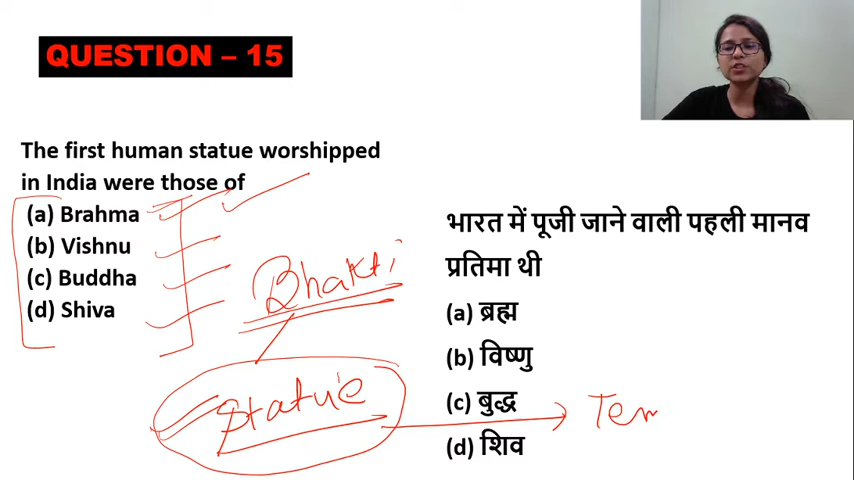 QUESTION – 15
The first human statue worshipped
in India were those of
(a) Brahma
(b) Vishnu
(c) Buddha
(d) Shiva
Bhakti
Statue
भारत में पूजी जाने वाली पहली मानव
प्रतिमा थी
(a) ब्रह्म
(b) विष्णु
(c) बुद्ध
(d) शिव
Tem